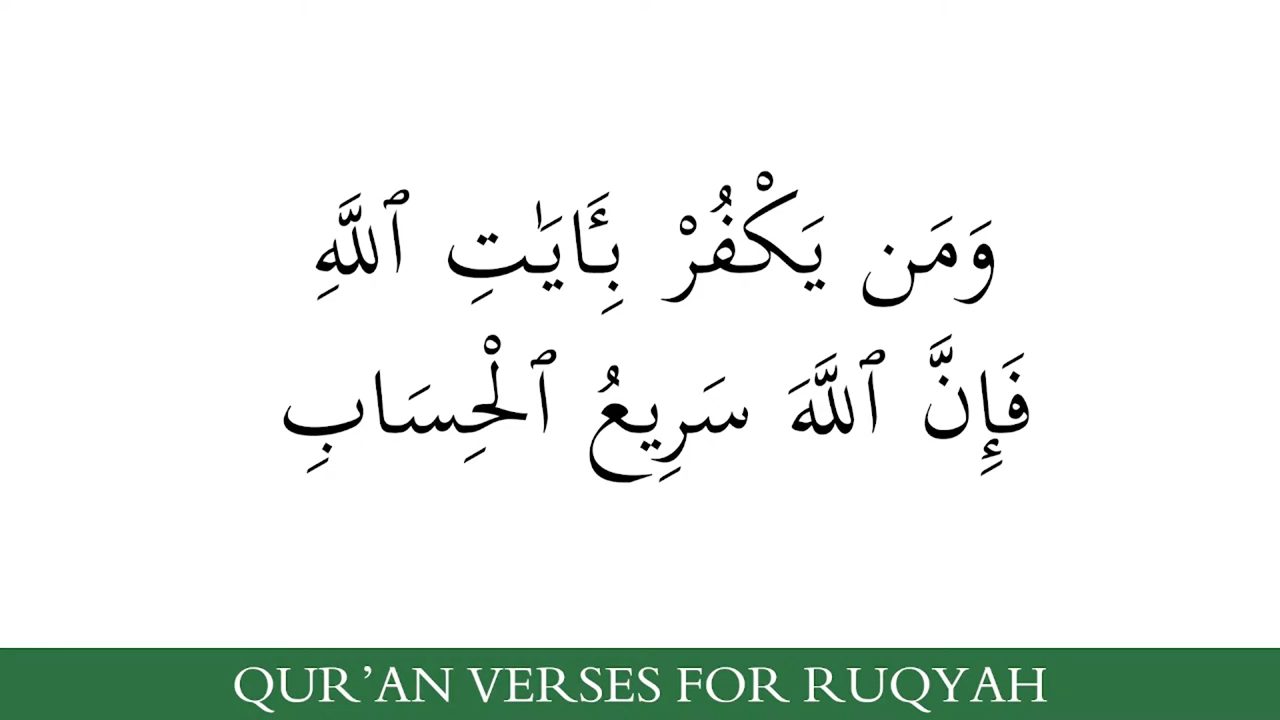 وَمَن يَكْفُرْ بِـَٔايَـٰتِ ٱللَّهِ
فَإِنَّ ٱللَّهَ سَرِيعُ ٱلْحِسَابِ
QUR’AN VERSES FOR RUQYAH